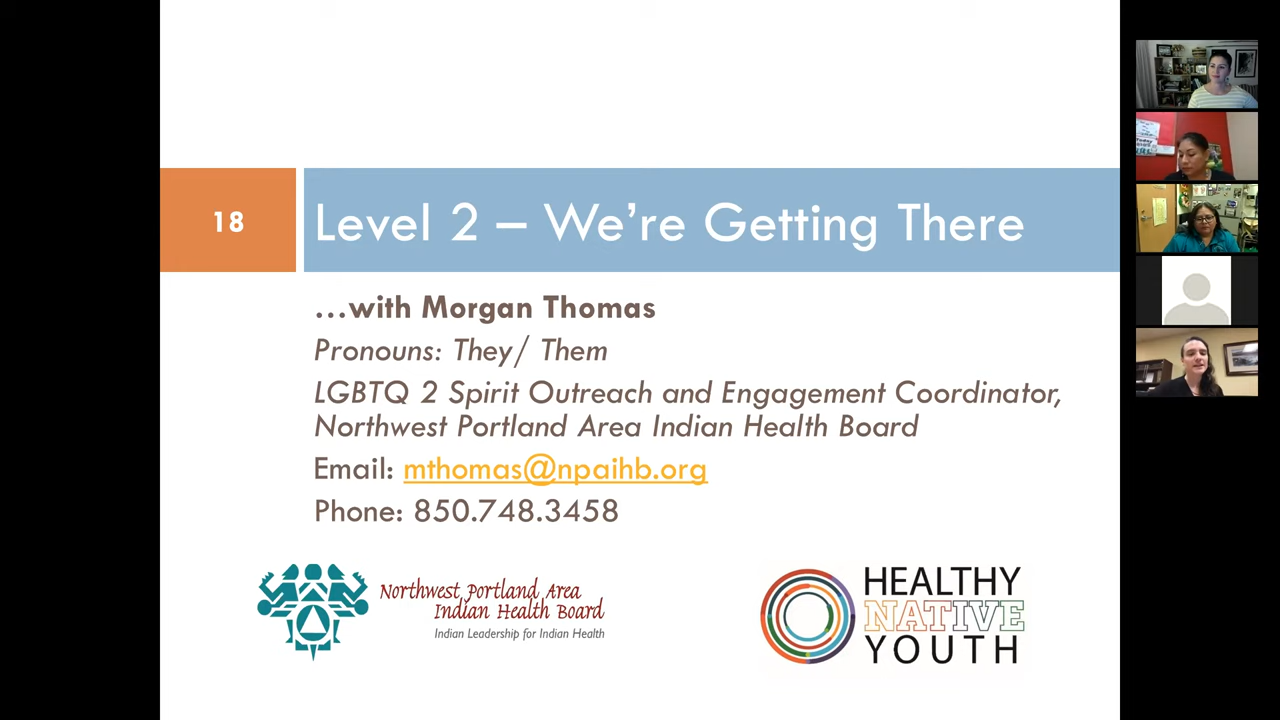 18
Level 2 – We’re Getting There
...with Morgan Thomas
Pronouns: They/ Them
LGBTQ 2 Spirit Outreach and Engagement Coordinator,
Northwest Portland Area Indian Health Board
Email: mthomas@npaihb.org
Phone: 850.748.3458
Northwest Portland Area
Indian Health Board
Indian Leadership for Indian Health
HEALTHY
NATIVE
YOUTH